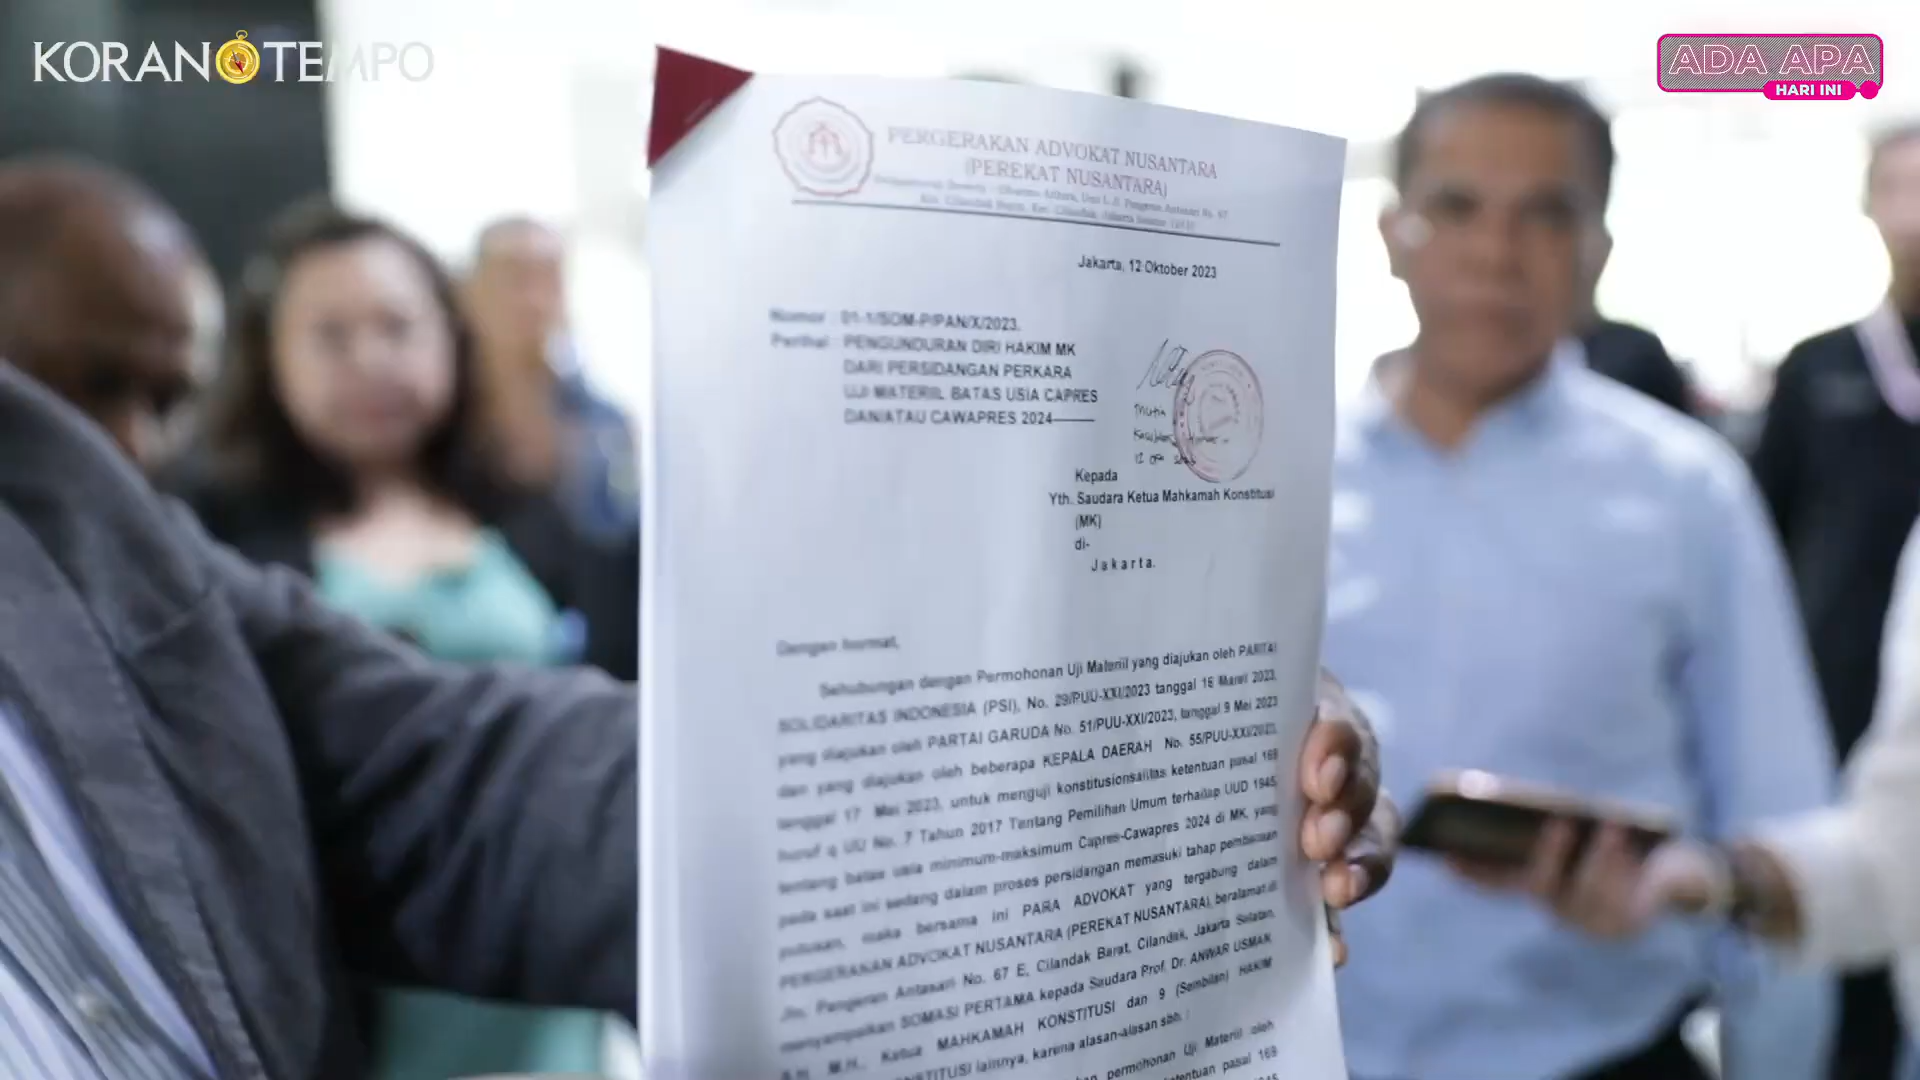 KORAN TEMPO
ADA APA
HARI INI
PERGERAKAN ADVOKAT NUSANTARA
(PEREKAT NUSANTARA)
Jakarta, 12 Oktober 2023
Nomor : 01-1/SOM-P/PAN/X/2023.
Perihal : PENGUNDURAN DIRI HAKIM MK
DARI PERSIDANGAN PERKARA
UJI MATERIIL BATAS USIA CAPRES
DAN/ATAU CAWAPRES 2024
Kepada
Yth. Saudara Ketua Mahkamah Konstitusi
(MK)
di-
Jakarta.
Dengan hormat,
Sehubungan dengan Permohonan Uji Materiil yang diajukan oleh PARTAI
SOLIDARITAS INDONESIA (PSI), No. 29/PUU-XXI/2023 tanggal 16 Maret 2023,
yang diajukan oleh PARTAI GARUDA No. 51/PUU-XXI/2023, tanggal 9 Mei 2023
dan yang diajukan oleh beberapa KEPALA DAERAH No. 55/PUU-XXI/2023,
tanggal 17 Mei 2023, untuk menguji konstitusionsalitas ketentuan pasal 169
huruf q UU No. 7 Tahun 2017 Tentang Pemilihan Umum terhadap UUD 1945,
tentang batas usia minimum-maksimum Capres-Cawapres 2024 di MK, yang
pada saat ini sedang dalam proses persidangan memasuki tahap pembacaan
putusan, maka bersama ini PARA ADVOKAT yang tergabung dalam
PERGERAKAN ADVOKAT NUSANTARA (PEREKAT NUSANTARA), beralamat di
Jln. Pangeran Antasari No. 67 E, Cilandak Barat, Cilandak, Jakarta Selatan,
menyampaikan SOMASI PERTAMA kepada Saudara Prof. Dr. ANWAR USMAN
S.H. M.H., Ketua MAHKAMAH KONSTITUSI dan 9 (Sembilan) HAKIM
lainnya, karena alasan-alasan sbb. :
permohonan Uji Materiil oleh
ketentuan pasal 169